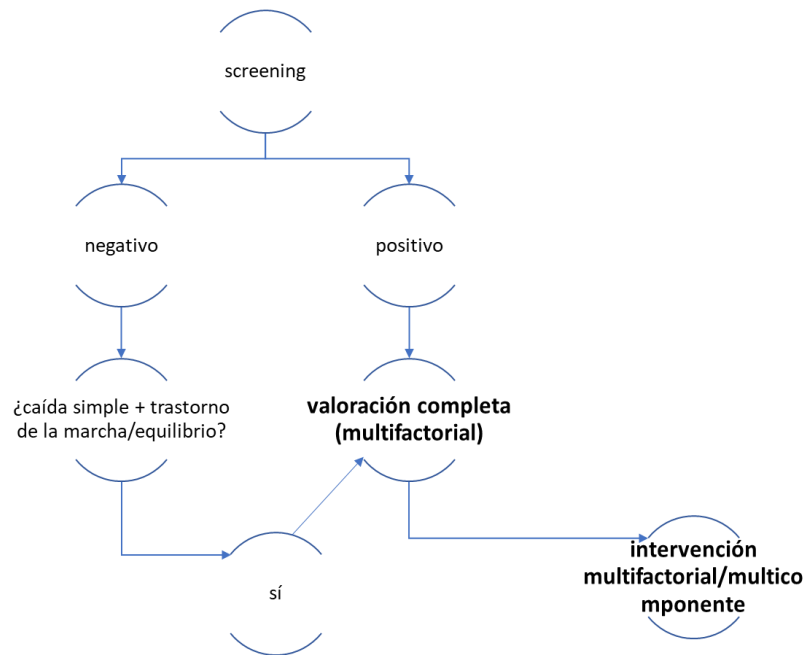 screening
negativo
positivo
¿caída simple + trastorno
de la marcha/equilibrio?
valoración completa
(multifactorial)
sí
intervención
multifactorial/multico
mponente